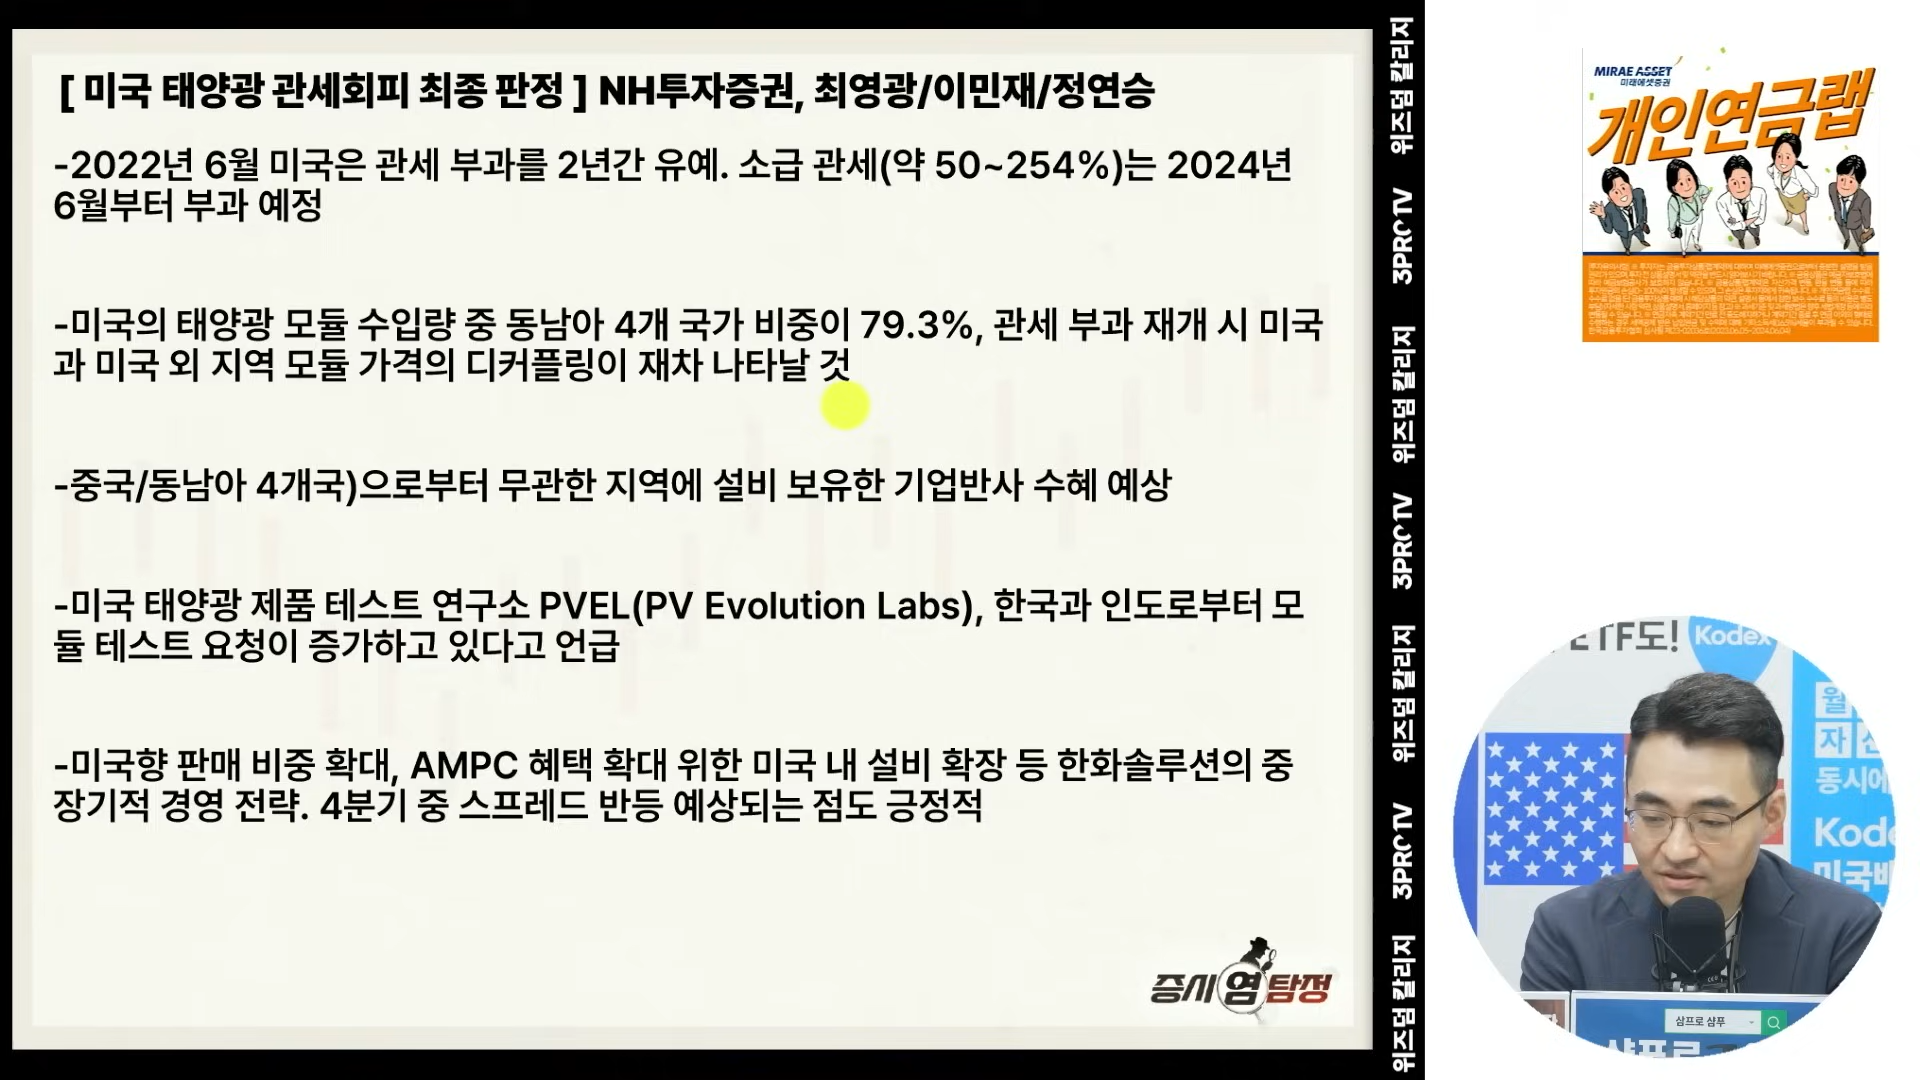 [ 미국 태양광 관세회피 최종 판정 ] NH투자증권, 최영광/이민재/정연승
-2022년 6월 미국은 관세 부과를 2년간 유예. 소급 관세(약 50~254%)는 2024년
6월부터 부과 예정
-미국의 태양광 모듈 수입량 중 동남아 4개 국가 비중이 79.3%, 관세 부과 재개 시 미국
과 미국 외 지역 모듈 가격의 디커플링이 재차 나타날 것
-중국/동남아 4개국)으로부터 무관한 지역에 설비 보유한 기업반사 수혜 예상
-미국 태양광 제품 테스트 연구소 PVEL(PV Evolution Labs), 한국과 인도로부터 모
듈 테스트 요청이 증가하고 있다고 언급
-미국향 판매 비중 확대, AMPC 혜택 확대 위한 미국 내 설비 확장 등 한화솔루션의 중
장기적 경영 전략. 4분기 중 스프레드 반등 예상되는 점도 긍정적
증시 염 탐정
위즈덤 칼리지
3PROTV
위즈덤 칼리지
3PROTV
위즈덤 칼리지
3PROTV
위즈덤 칼리지
MIRAE ASSET
미래에셋증권
개인연금랩
ETF도!
Kodex
월
자 산
동시에
Kode
미국배
삼프로 샴푸
샴프로